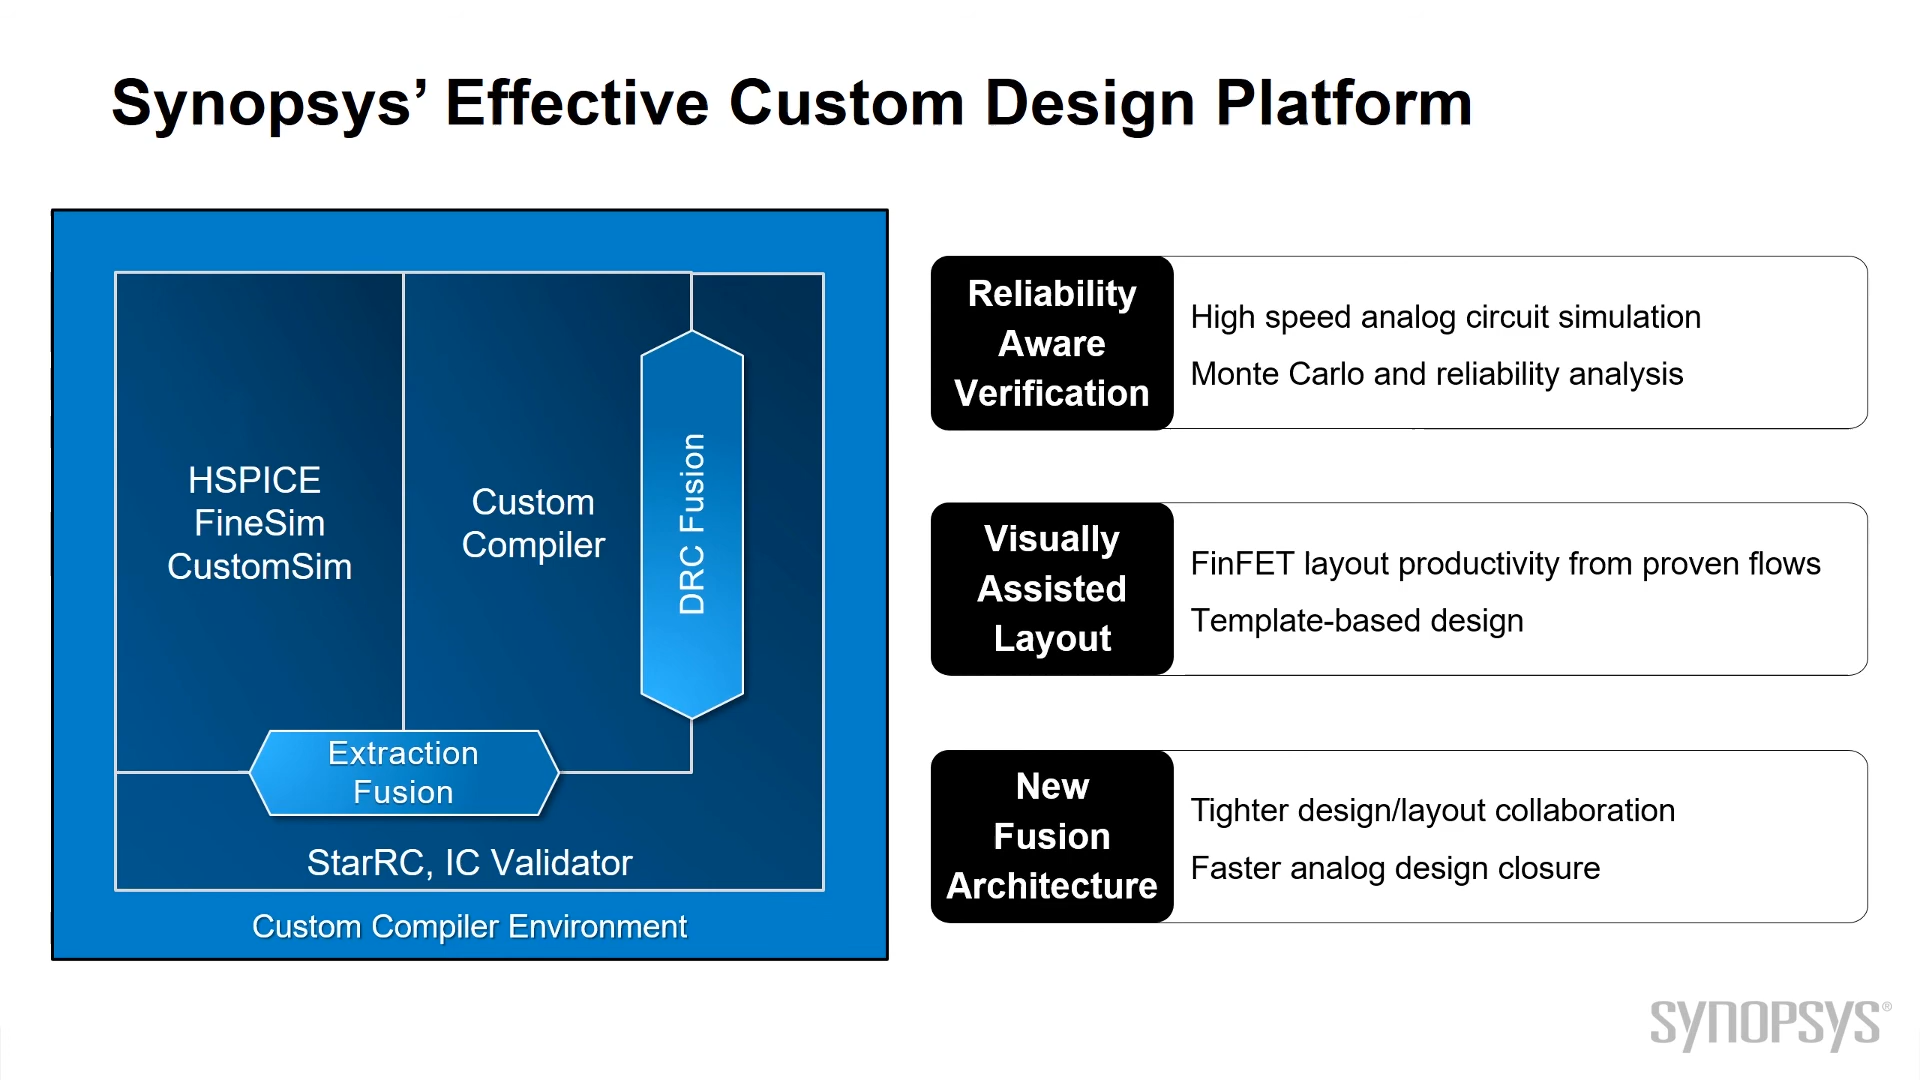 Synopsys’ Effective Custom Design Platform
HSPICE
FineSim
CustomSim
Custom
Compiler
DRC Fusion
Extraction
Fusion
StarRC, IC Validator
Custom Compiler Environment
Reliability
Aware
Verification
High speed analog circuit simulation
Monte Carlo and reliability analysis
Visually
Assisted
Layout
FinFET layout productivity from proven flows
Template-based design
New
Fusion
Architecture
Tighter design/layout collaboration
Faster analog design closure
SYNOPSYS®